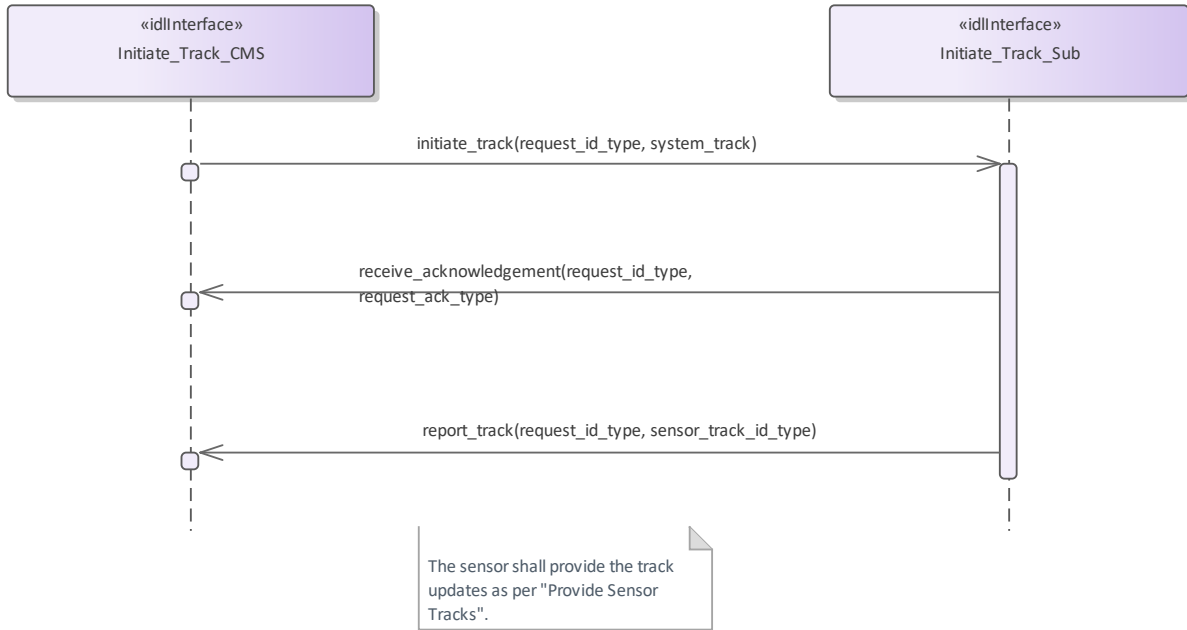 «idlInterface»
Initiate_Track_CMS
«idlInterface»
Initiate_Track_Sub
initiate_track(request_id_type, system_track)
receive_acknowledgement(request_id_type,
request_ack_type)
report_track(request_id_type, sensor_track_id_type)
The sensor shall provide the track
updates as per "Provide Sensor
Tracks".